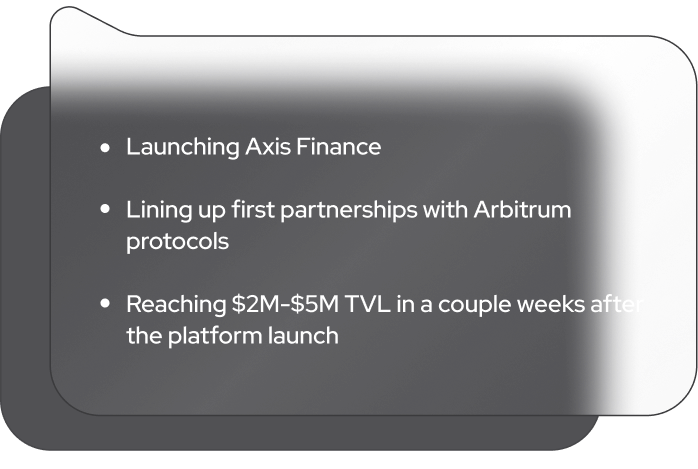 Launching Axis Finance
Lining up first partnerships with Arbitrum
protocols
Reaching $2M-$5M TVL in a couple weeks after
the platform launch